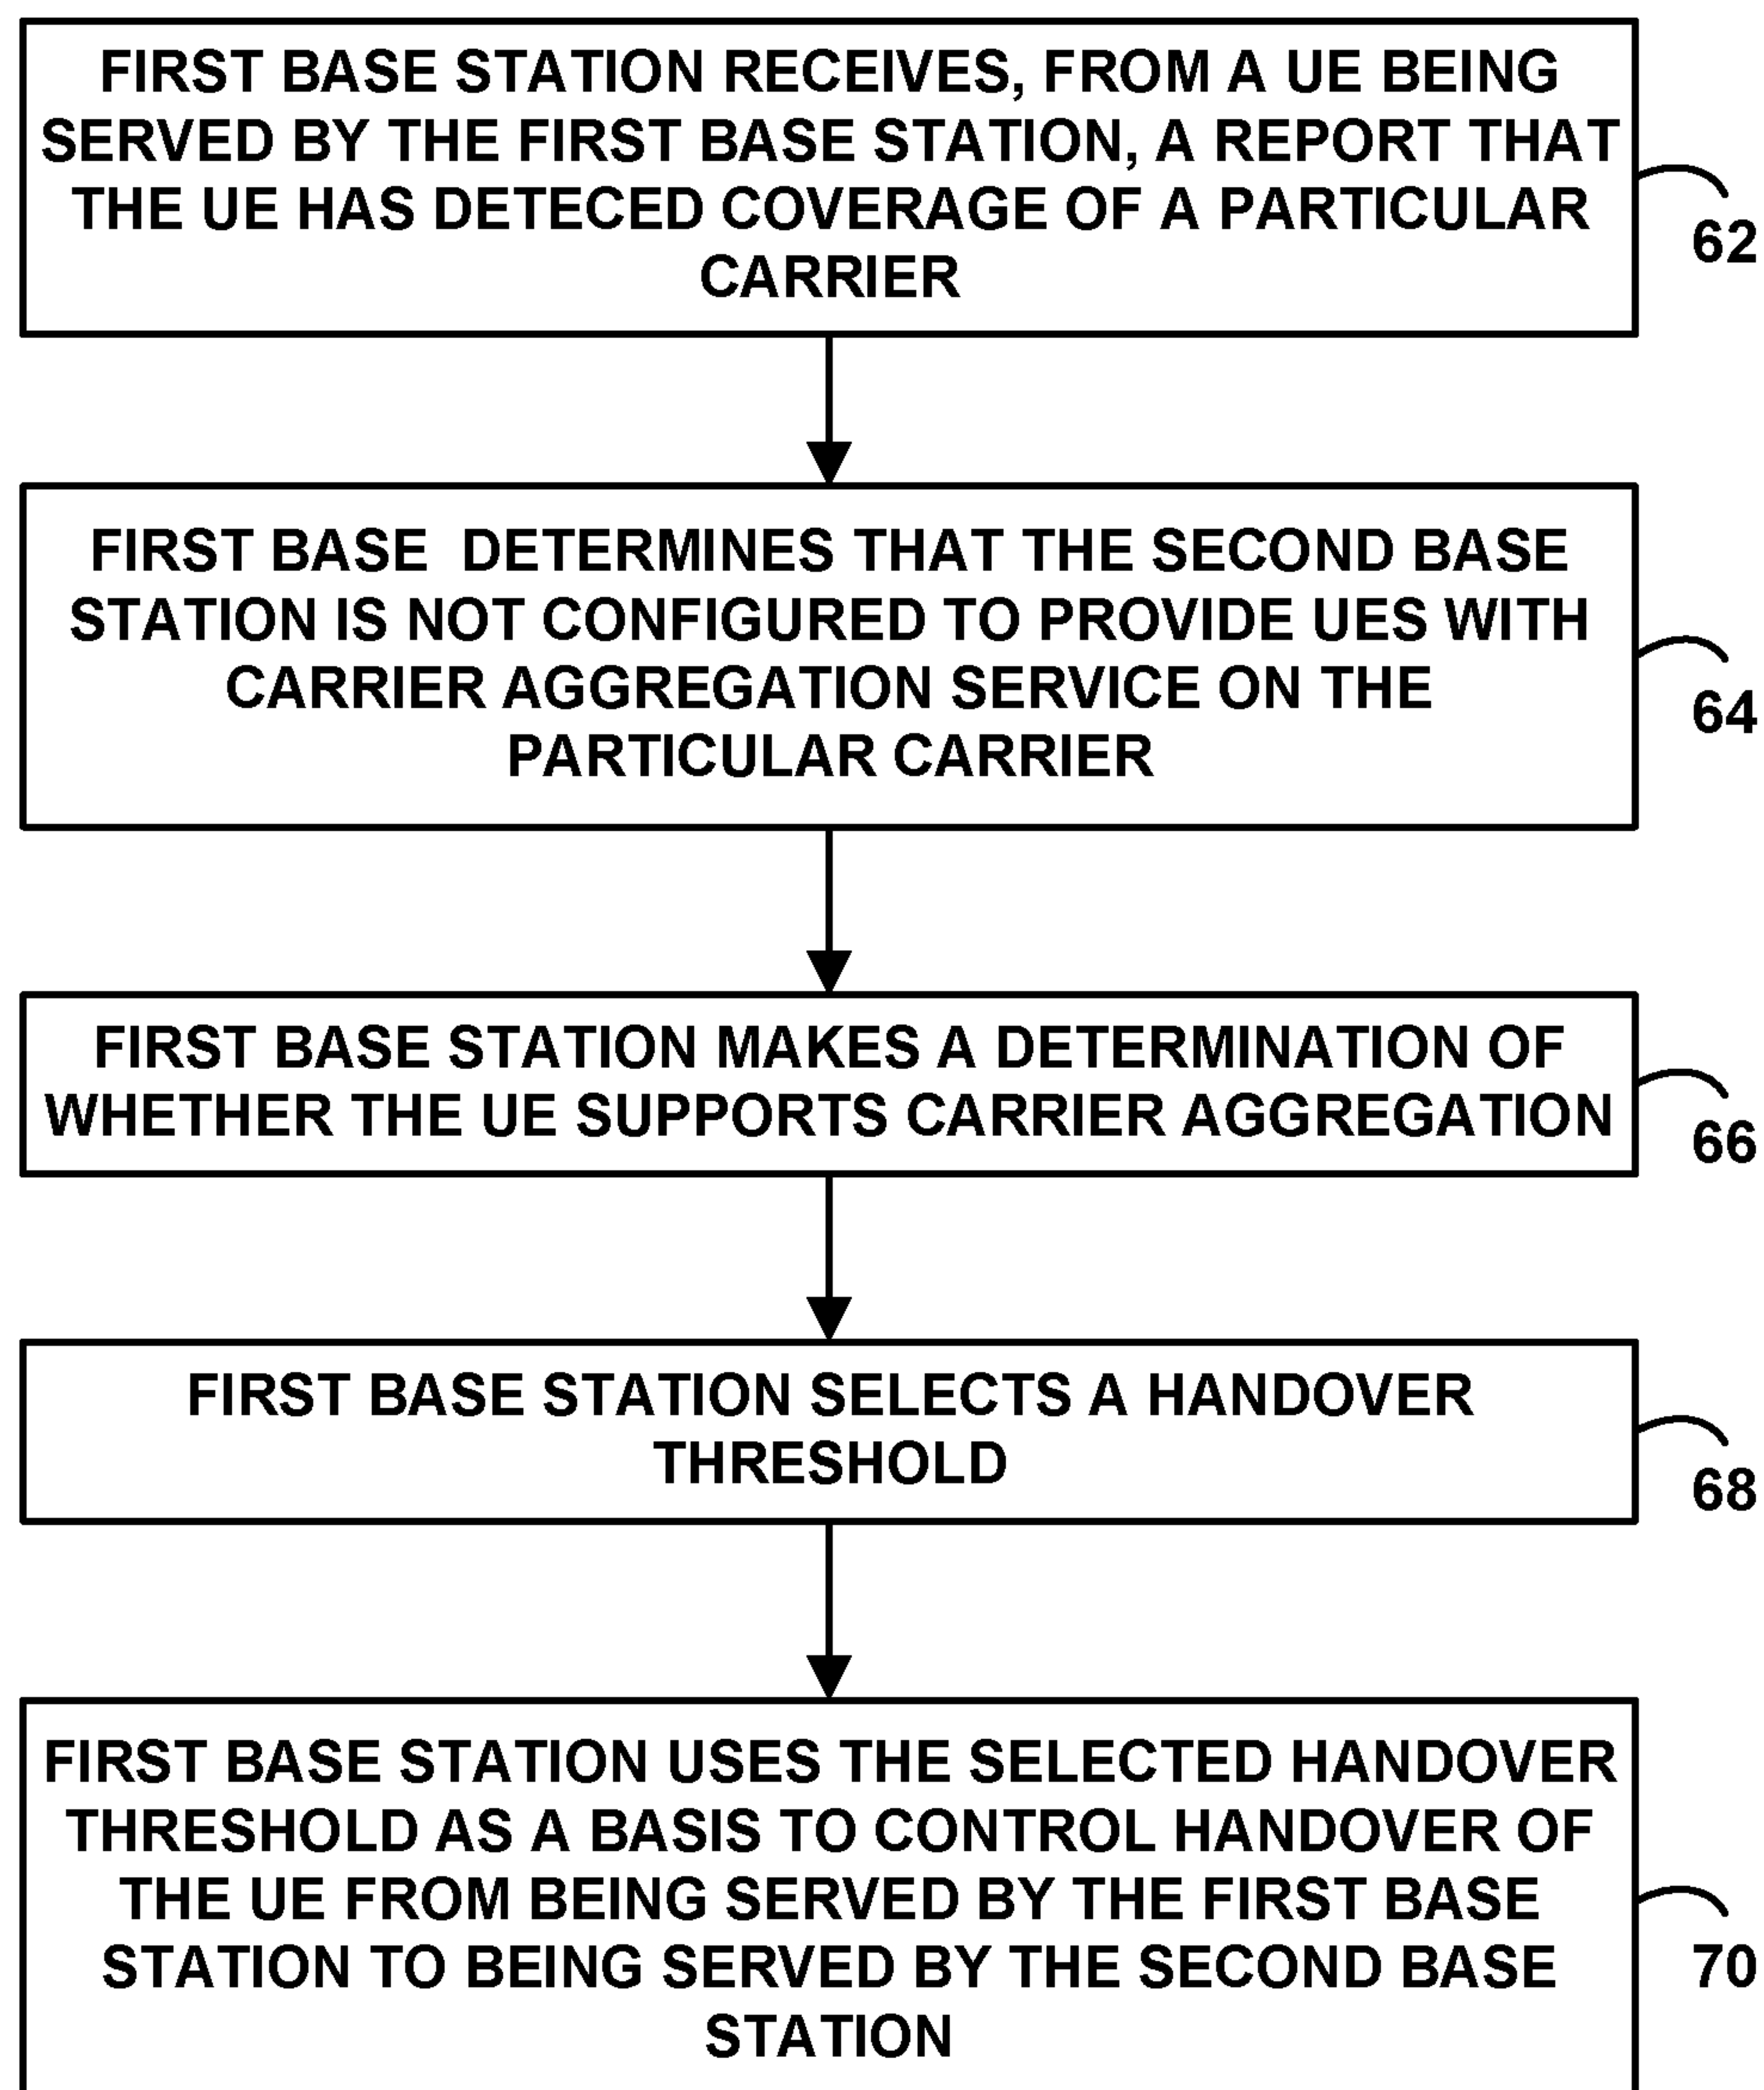 FIRST BASE STATION RECEIVES, FROM A UE BEING
SERVED BY THE FIRST BASE STATION, A REPORT THAT
THE UE HAS DETECED COVERAGE OF A PARTICULAR
CARRIER
62
FIRST BASE  DETERMINES THAT THE SECOND BASE
STATION IS NOT CONFIGURED TO PROVIDE UES WITH
CARRIER AGGREGATION SERVICE ON THE
PARTICULAR CARRIER
64
FIRST BASE STATION MAKES A DETERMINATION OF
WHETHER THE UE SUPPORTS CARRIER AGGREGATION
66
FIRST BASE STATION SELECTS A HANDOVER
THRESHOLD
68
FIRST BASE STATION USES THE SELECTED HANDOVER
THRESHOLD AS A BASIS TO CONTROL HANDOVER OF
THE UE FROM BEING SERVED BY THE FIRST BASE
STATION TO BEING SERVED BY THE SECOND BASE
STATION
70